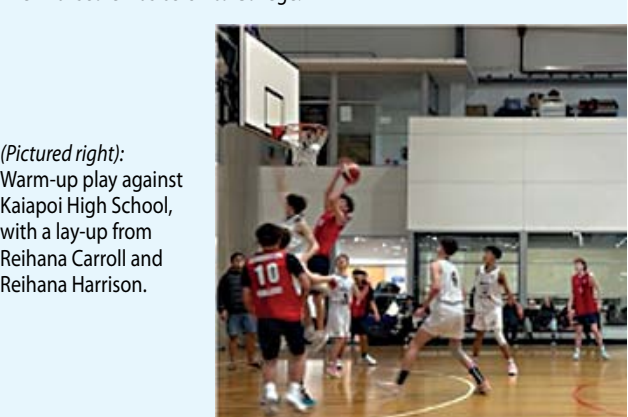 (Pictured right):
Warm-up play against
Kaiapoi High School,
with a lay-up from
Reihana Carroll and
Reihana Harrison.
10